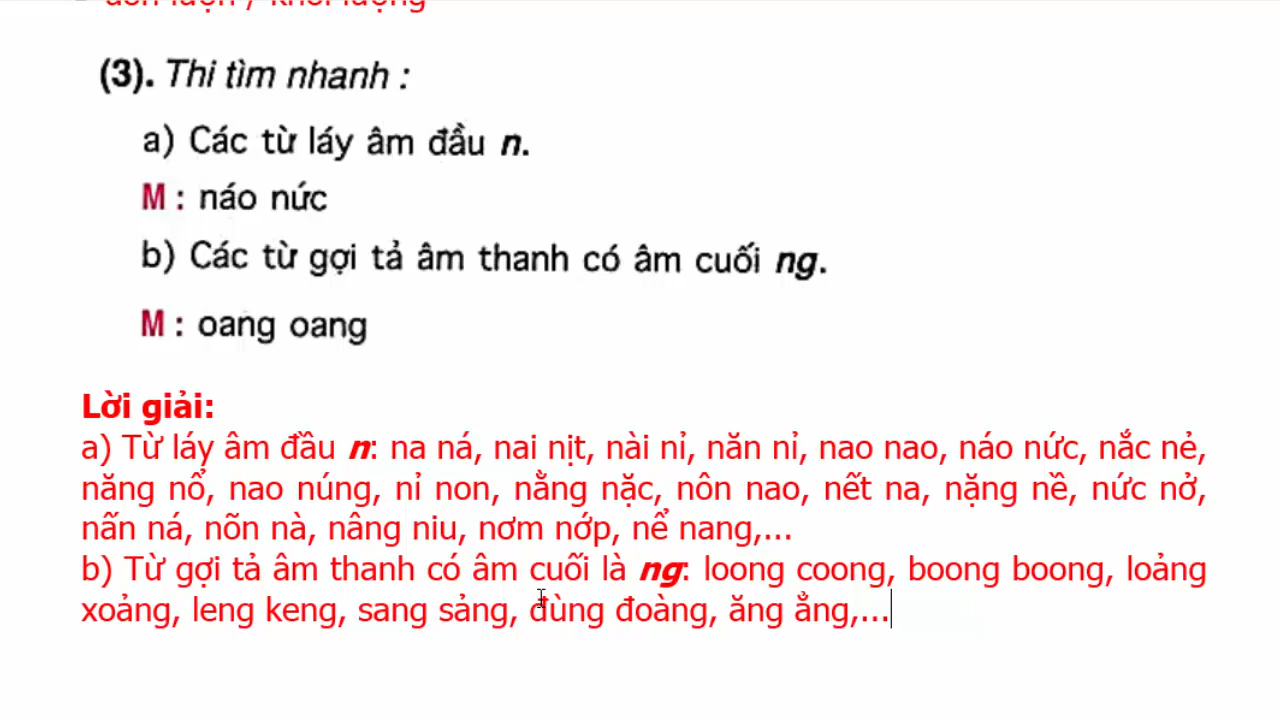 (3). Thi tìm nhanh :
a) Các từ láy âm đầu n.
M : náo nức
b) Các từ gợi tả âm thanh có âm cuối ng.
M : oang oang
Lời giải:
a) Từ láy âm đầu n: na ná, nai nịt, nài nỉ, năn nỉ, nao nao, náo nức, nắc nẻ,
năng nổ, nao núng, nỉ non, nằng nặc, nôn nao, nết na, nặng nề, nức nở,
nấn ná, nõn nà, nâng niu, nơm nớp, nể nang,...
b) Từ gợi tả âm thanh có âm cuối là ng: loong coong, boong boong, loảng
xoảng, leng keng, sang sảng, đùng đoàng, ăng ẳng,...